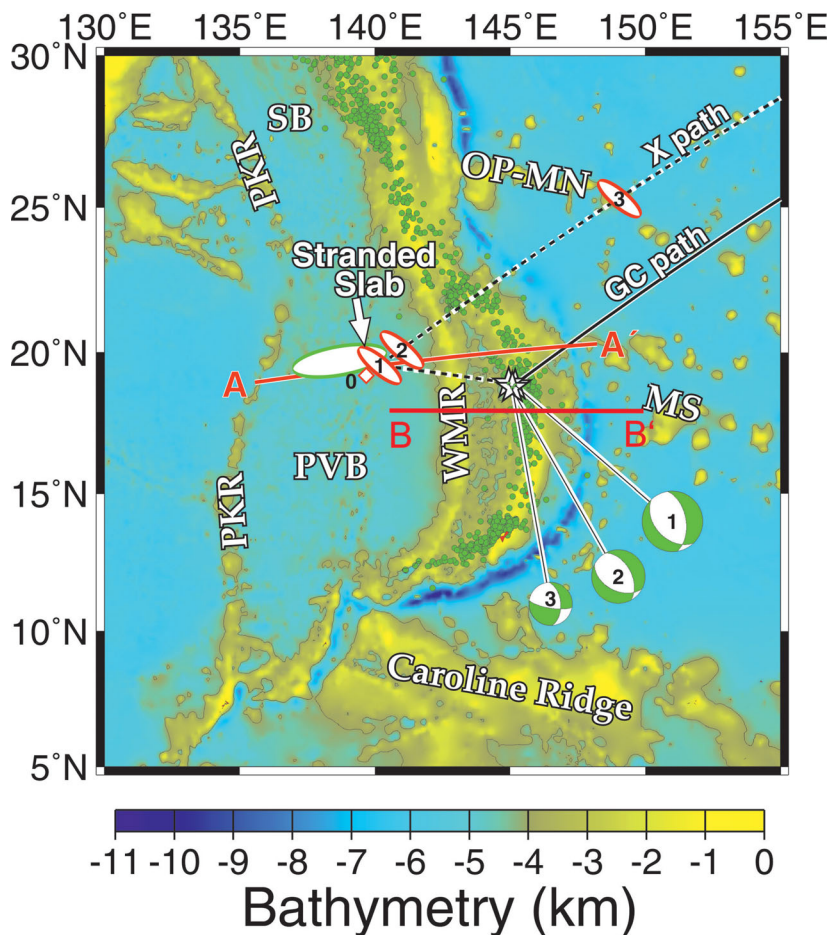 130˚E 135˚E 140˚E 145˚E 150˚E 155˚E
30˚N
SB
PKR
OP-MN
X path
3
25˚N
GC path
Stranded
Slab
20˚N
2
1
0
A
A´
MS
B
B‘
WMR
PVB
PKR
15˚N
1
2
3
10˚N
Caroline Ridge
5˚N
-11 -10 -9 -8 -7 -6 -5 -4 -3 -2 -1 0
Bathymetry (km)